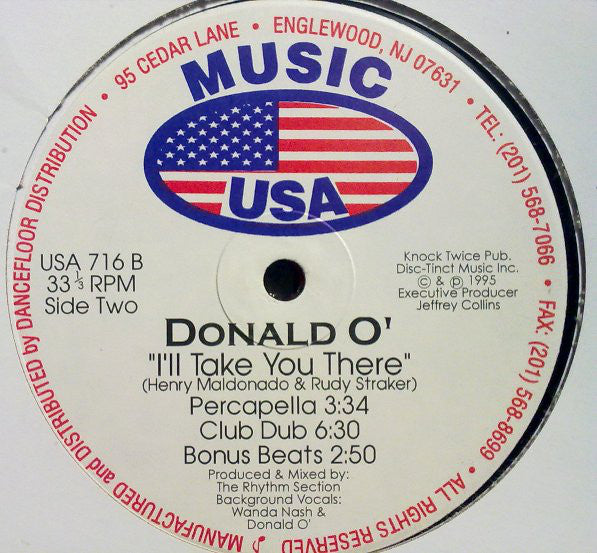 ♪ MANUFACTURED and DISTRIBUTED by DANCEFLOOR DISTRIBUTION • 95 CEDAR LANE • ENGLEWOOD, NJ 07631 • TEL: (201) 568-7066 • FAX: (201) 568-8699 • ALL RIGHTS RESERVED
MUSIC
USA
USA 716 B
33 ⅓ RPM
Side Two
Knock Twice Pub.
Disc-Tinct Music Inc.
© & ℗ 1995
Executive Producer
Jeffrey Collins
DONALD O'
"I'll Take You There"
(Henry Maldonado & Rudy Straker)
Percapella 3:34
Club Dub 6:30
Bonus Beats 2:50
Produced & Mixed by:
The Rhythm Section
Background Vocals:
Wanda Nash &
Donald O'